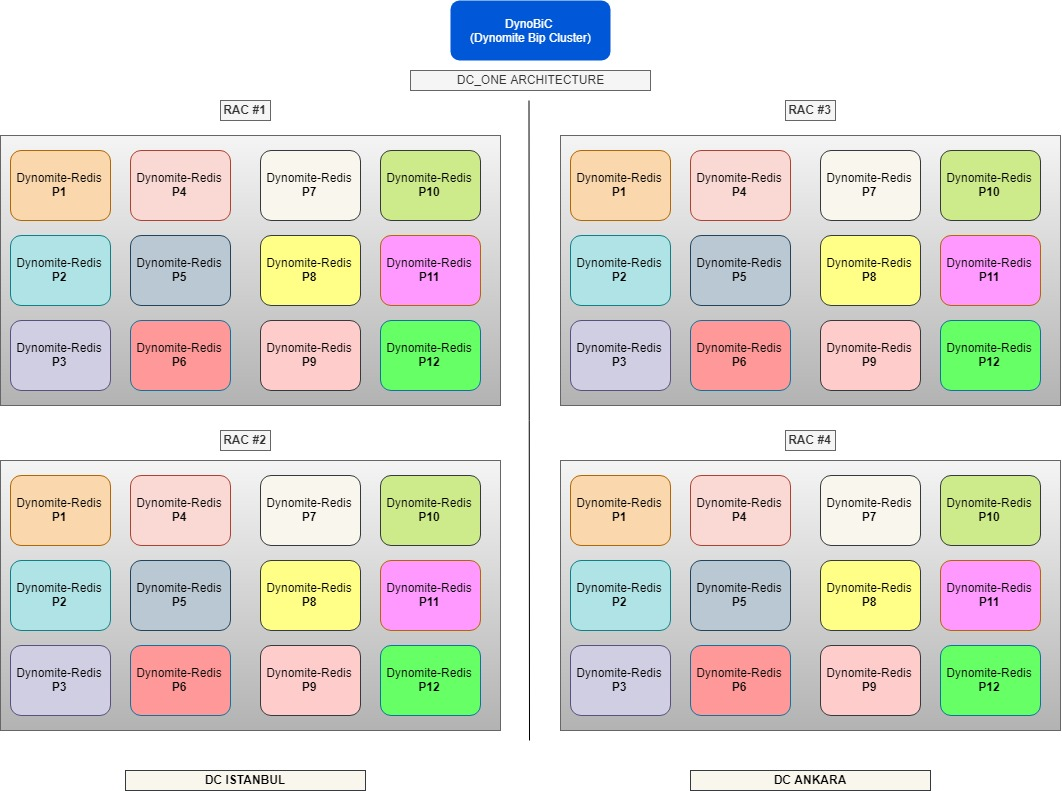 DynoBiC
(Dynomite Bip Cluster)
DC_ONE ARCHITECTURE
RAC #1
Dynomite-Redis
P1
Dynomite-Redis
P4
Dynomite-Redis
P7
Dynomite-Redis
P10
Dynomite-Redis
P2
Dynomite-Redis
P5
Dynomite-Redis
P8
Dynomite-Redis
P11
Dynomite-Redis
P3
Dynomite-Redis
P6
Dynomite-Redis
P9
Dynomite-Redis
P12
RAC #3
Dynomite-Redis
P1
Dynomite-Redis
P4
Dynomite-Redis
P7
Dynomite-Redis
P10
Dynomite-Redis
P2
Dynomite-Redis
P5
Dynomite-Redis
P8
Dynomite-Redis
P11
Dynomite-Redis
P3
Dynomite-Redis
P6
Dynomite-Redis
P9
Dynomite-Redis
P12
RAC #2
Dynomite-Redis
P1
Dynomite-Redis
P4
Dynomite-Redis
P7
Dynomite-Redis
P10
Dynomite-Redis
P2
Dynomite-Redis
P5
Dynomite-Redis
P8
Dynomite-Redis
P11
Dynomite-Redis
P3
Dynomite-Redis
P6
Dynomite-Redis
P9
Dynomite-Redis
P12
RAC #4
Dynomite-Redis
P1
Dynomite-Redis
P4
Dynomite-Redis
P7
Dynomite-Redis
P10
Dynomite-Redis
P2
Dynomite-Redis
P5
Dynomite-Redis
P8
Dynomite-Redis
P11
Dynomite-Redis
P3
Dynomite-Redis
P6
Dynomite-Redis
P9
Dynomite-Redis
P12
DC ISTANBUL
DC ANKARA